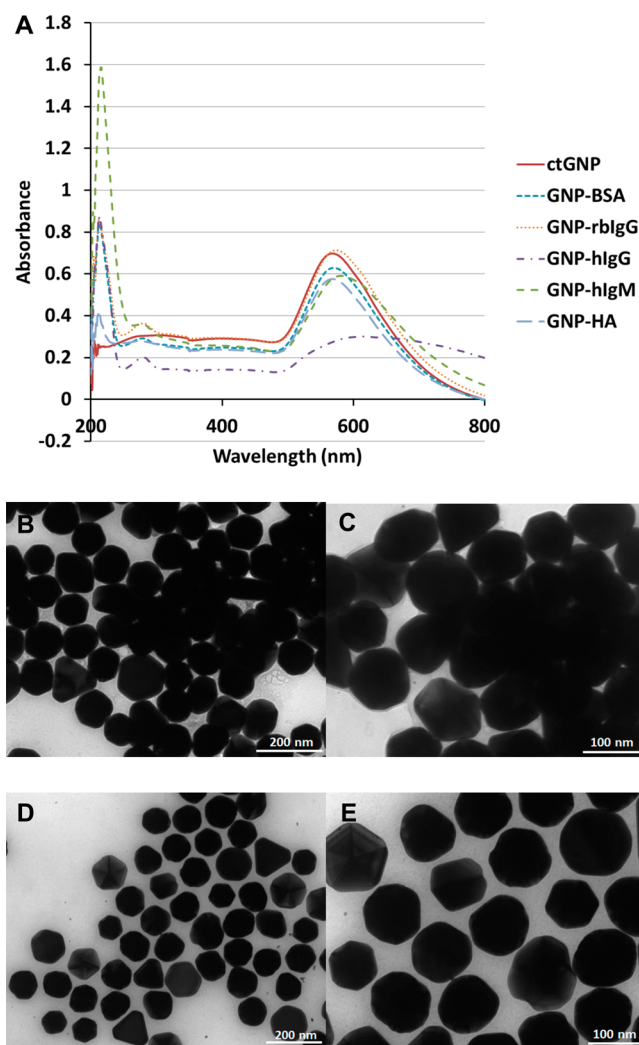 A
Absorbance
1.8
1.6
1.4
1.2
1
0.8
0.6
0.4
0.2
0
-0.2
200
400
600
800
Wavelength (nm)
ctGNP
GNP-BSA
GNP-rbIgG
GNP-hIgG
GNP-hIgM
GNP-HA
B
200 nm
C
100 nm
D
200 nm
E
100 nm